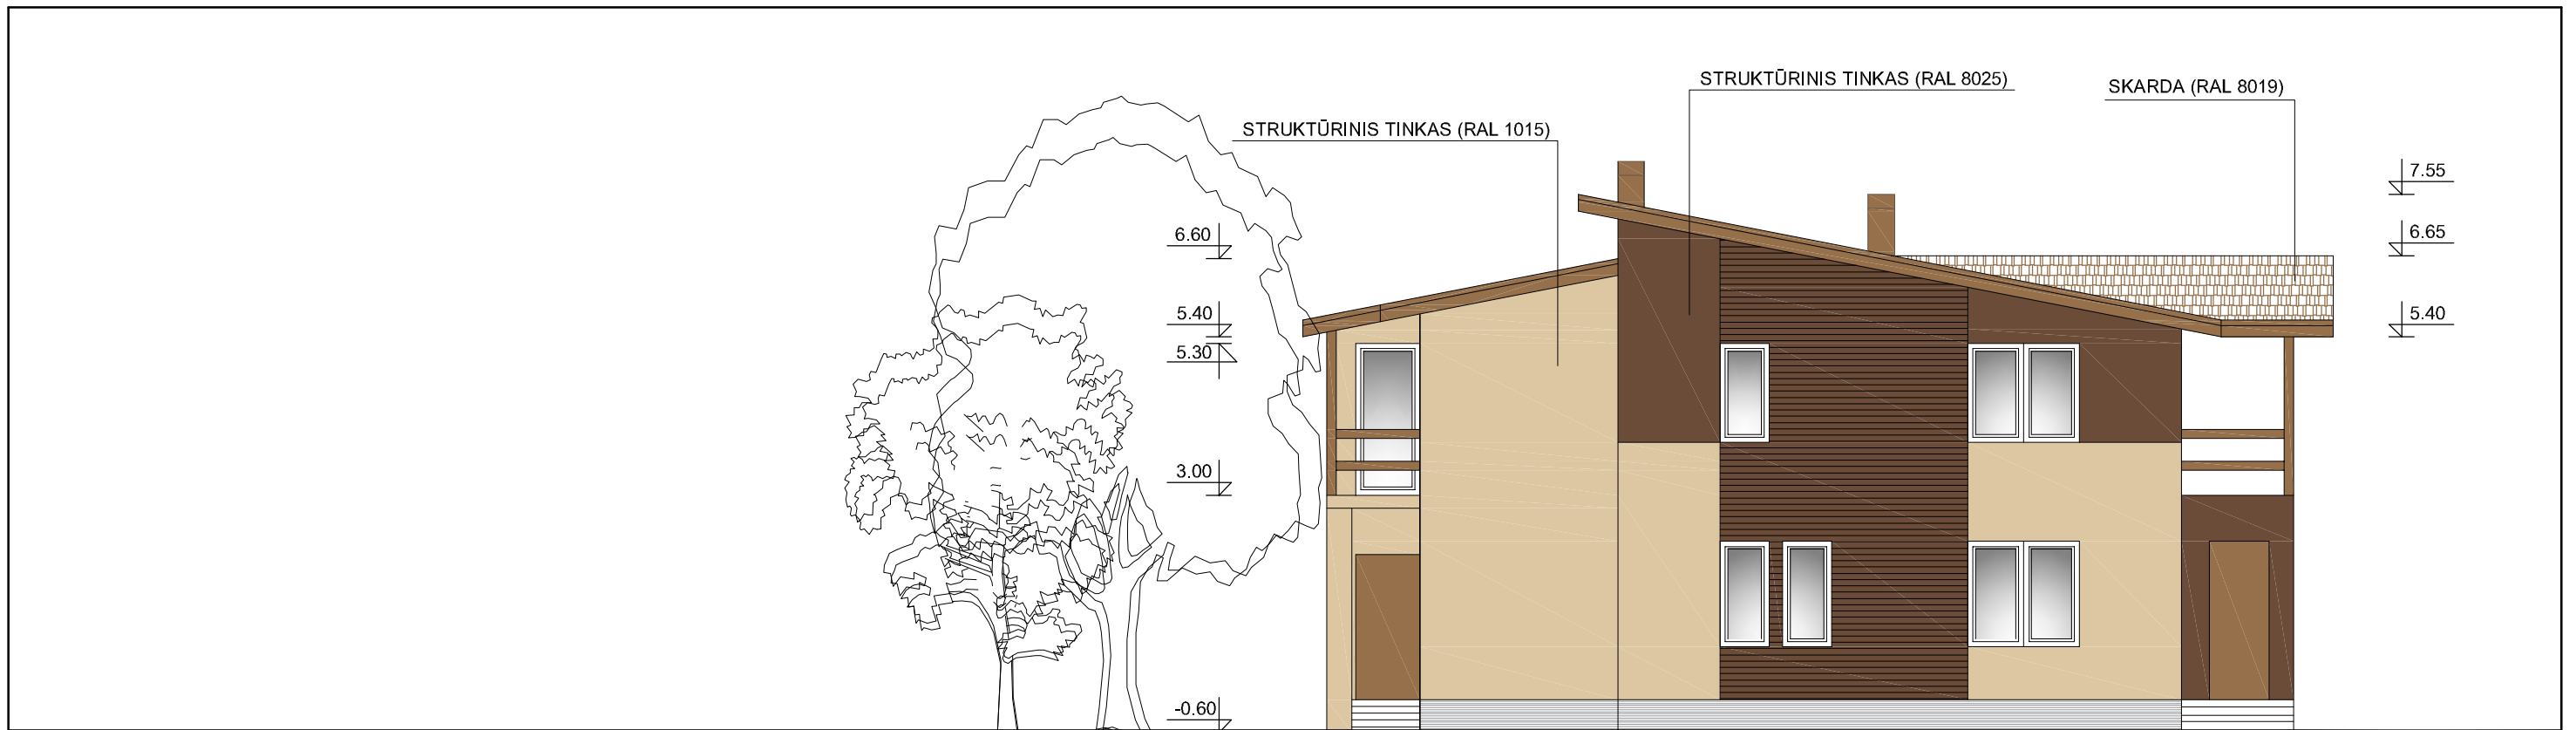 STRUKTŪRINIS TINKAS (RAL 8025)
SKARDA (RAL 8019)
STRUKTŪRINIS TINKAS (RAL 1015)
7.55
6.60
6.65
5.40
5.40
5.30
3.00
-0.60